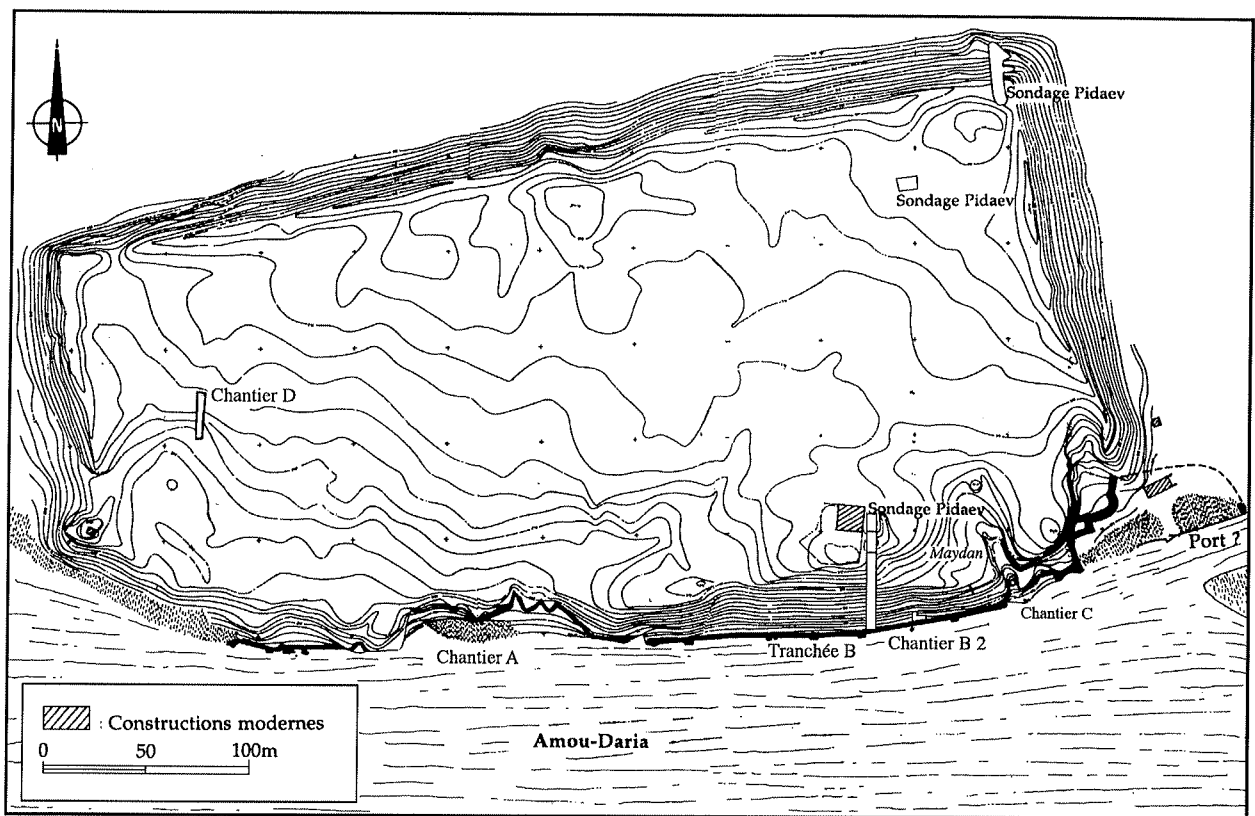 N
Sondage Pidaev
Sondage Pidaev
Chantier D
Sondage Pidaev
Maydan
Port ?
Chantier C
Chantier B 2
Tranchée B
Chantier A
Amou-Daria
: Constructions modernes
0 50 100m